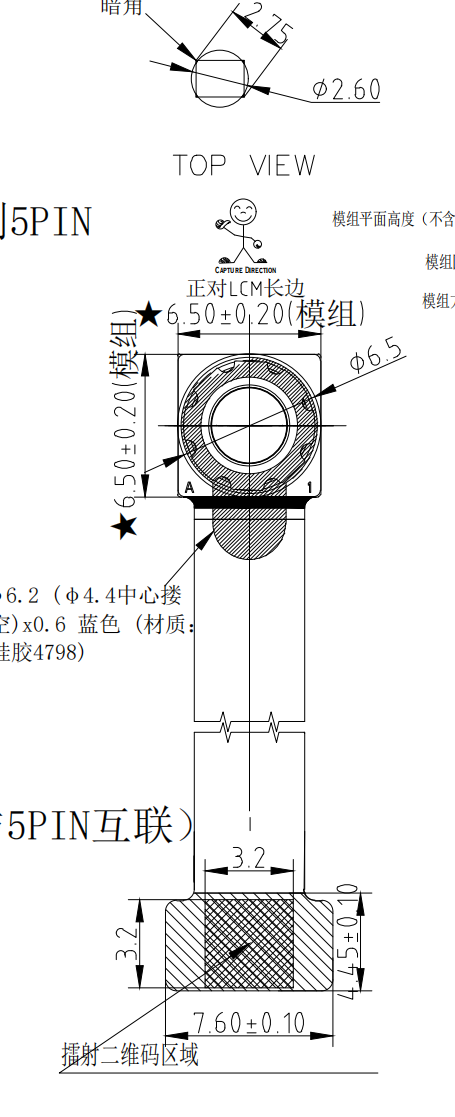 暗角
2.75
Φ2.60
TOP VIEW
5PIN
模组平面高度（不含
CAPTURE DIRECTION
正对LCM长边
模组
★6.50±0.20(模组)
模组
★6.50±0.20(模组)
Φ6.5
A 1
6.2 (φ4.4中心搂
空)x0.6 蓝色 (材质:
硅胶4798)
5PIN互联)
3.2
3.2
4.45±0.10
7.60±0.10
擂射二维码区域